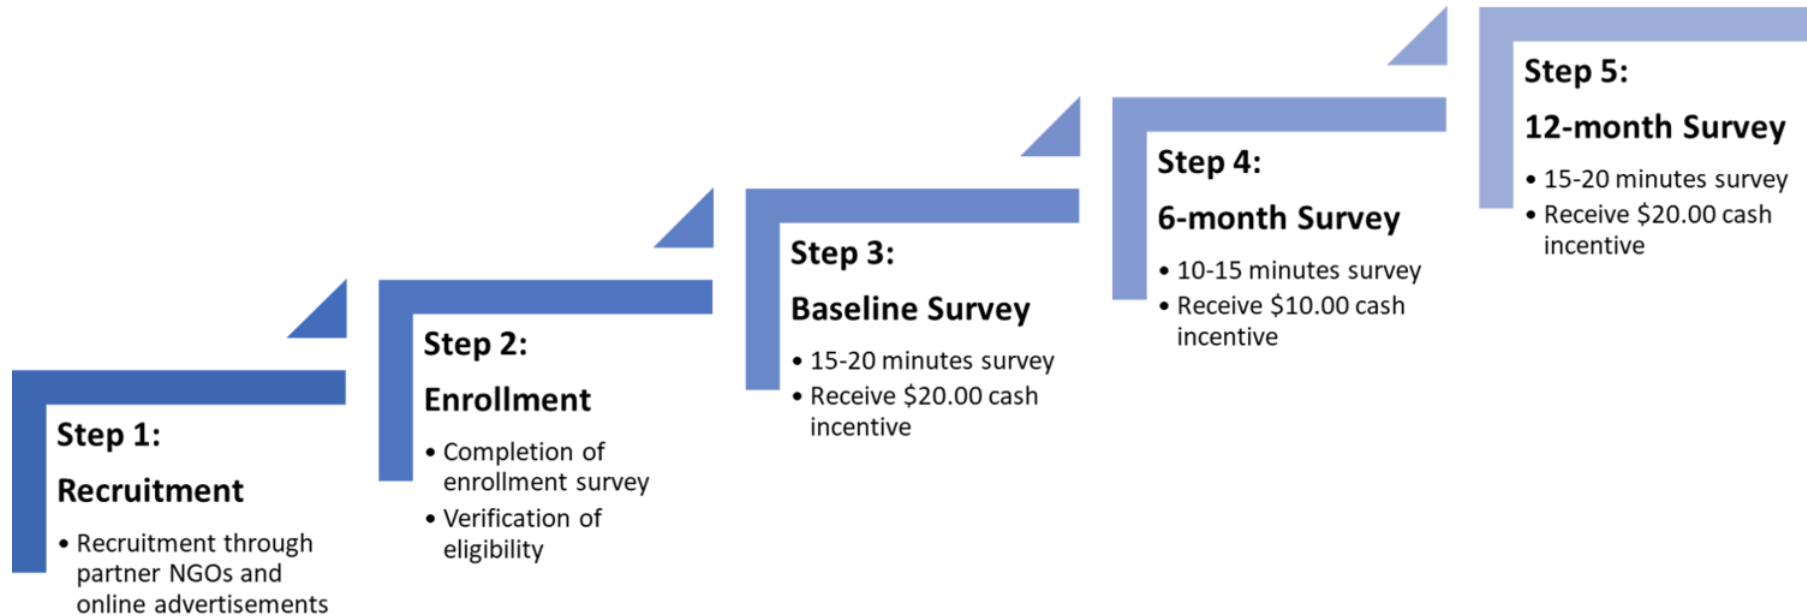 Step 1:
Recruitment
• Recruitment through
partner NGOs and
online advertisements
Step 2:
Enrollment
• Completion of
enrollment survey
• Verification of
eligibility
Step 3:
Baseline Survey
• 15-20 minutes survey
• Receive $20.00 cash
incentive
Step 4:
6-month Survey
• 10-15 minutes survey
• Receive $10.00 cash
incentive
Step 5:
12-month Survey
• 15-20 minutes survey
• Receive $20.00 cash
incentive